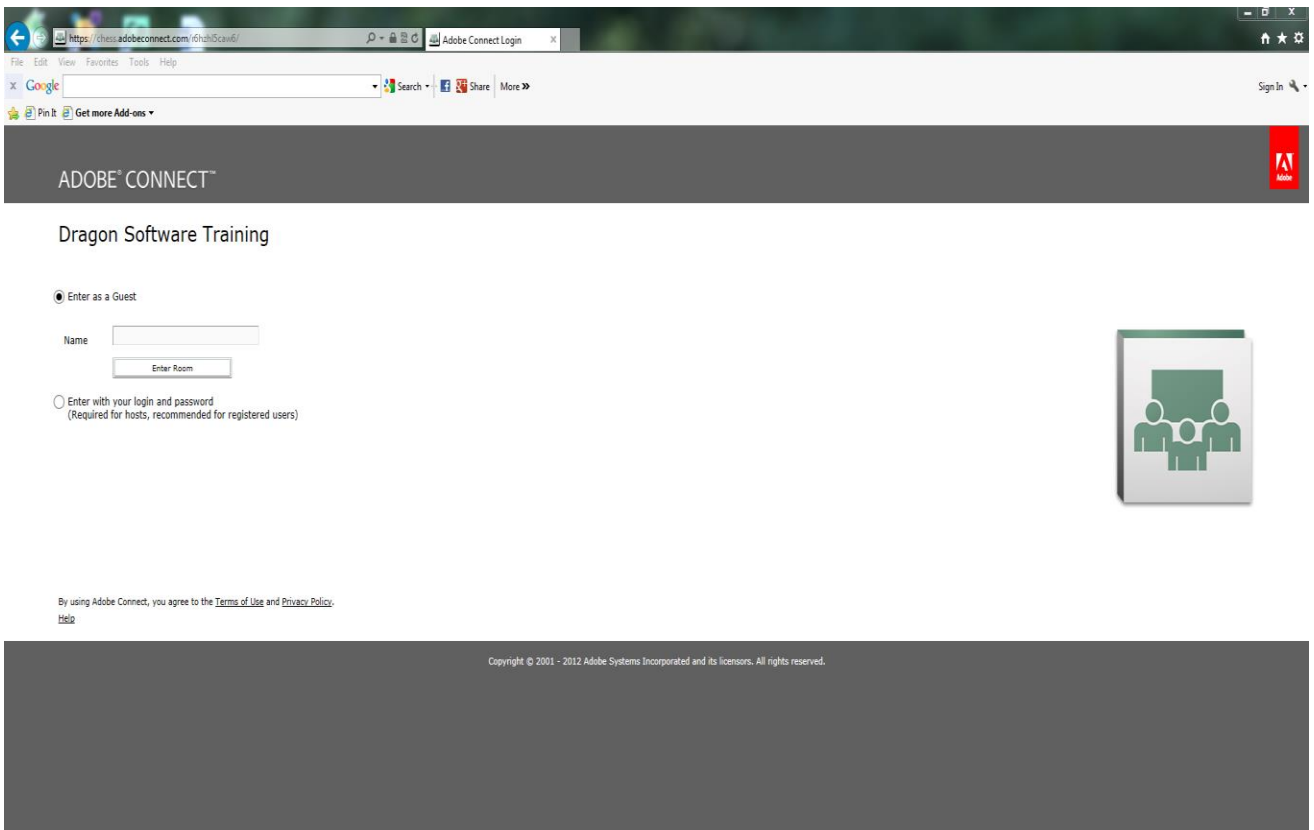 https://chess.adobeconnect.com/r6hzhl5caw6/
Adobe Connect Login
File Edit View Favorites Tools Help
x Google Search Share More »
Sign In
Pin It Get more Add-ons
ADOBE® CONNECT™
Adobe
Dragon Software Training
Enter as a Guest
Name
Enter Room
Enter with your login and password
(Required for hosts, recommended for registered users)
By using Adobe Connect, you agree to the Terms of Use and Privacy Policy.
Help
Copyright © 2001 - 2012 Adobe Systems Incorporated and its licensors. All rights reserved.